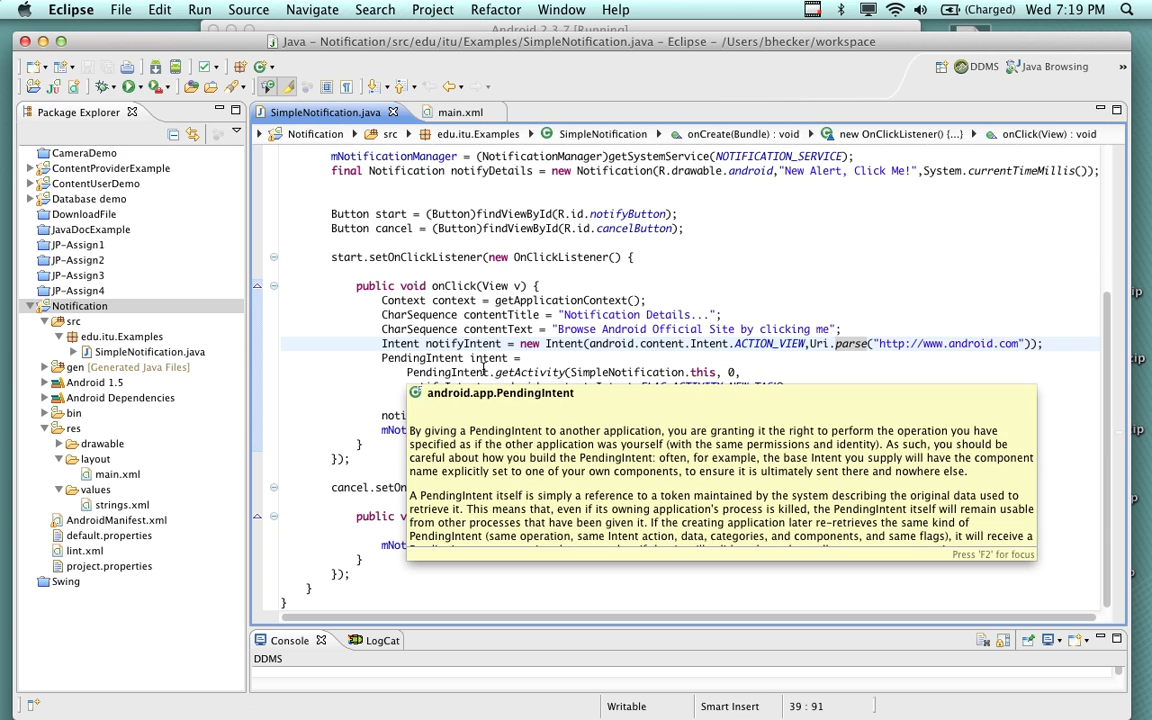 Eclipse File Edit Run Source Navigate Search Project Refactor Window Help (Charged) Wed 7:19 PM
Android 2.3.7 [Running]
Java – Notification/src/edu/itu/Examples/SimpleNotification.java – Eclipse – /Users/bhecker/workspace
DDMS Java Browsing »
Package Explorer
SimpleNotification.java main.xml
Notification src edu.itu.Examples SimpleNotification onCreate(Bundle) : void new OnClickListener() {...} onClick(View) : void
CameraDemo
ContentProviderExample
ContentUserDemo
Database demo
DownloadFile
JavaDocExample
JP-Assign1
JP-Assign2
JP-Assign3
JP-Assign4
Notification
src
edu.itu.Examples
SimpleNotification.java
gen [Generated Java Files]
Android 1.5
Android Dependencies
bin
res
drawable
layout
main.xml
values
strings.xml
AndroidManifest.xml
default.properties
lint.xml
project.properties
Swing
mNotificationManager = (NotificationManager)getSystemService(NOTIFICATION_SERVICE);
final Notification notifyDetails = new Notification(R.drawable.android,"New Alert, Click Me!",System.currentTimeMillis());
Button start = (Button)findViewById(R.id.notifyButton);
Button cancel = (Button)findViewById(R.id.cancelButton);
start.setOnClickListener(new OnClickListener() {
public void onClick(View v) {
Context context = getApplicationContext();
CharSequence contentTitle = "Notification Details...";
CharSequence contentText = "Browse Android Official Site by clicking me";
Intent notifyIntent = new Intent(android.content.Intent.ACTION_VIEW,Uri.parse("http://www.android.com"));
PendingIntent intent =
PendingIntent.getActivity(SimpleNotification.this, 0,
android.app.PendingIntent
noti
By giving a PendingIntent to another application, you are granting it the right to perform the operation you have
mNo
specified as if the other application was yourself (with the same permissions and identity). As such, you should be
}
careful about how you build the PendingIntent: often, for example, the base Intent you supply will have the component
});
name explicitly set to one of your own components, to ensure it is ultimately sent there and nowhere else.
cancel.setOn
A PendingIntent itself is simply a reference to a token maintained by the system describing the original data used to
retrieve it. This means that, even if its owning application's process is killed, the PendingIntent itself will remain usable
public v
from other processes that have been given it. If the creating application later re-retrieves the same kind of
PendingIntent (same operation, same Intent action, data, categories, and components, and same flags), it will receive a
mNo
Press 'F2' for focus
}
});
}
}
Console LogCat
DDMS
Writable Smart Insert 39 : 91